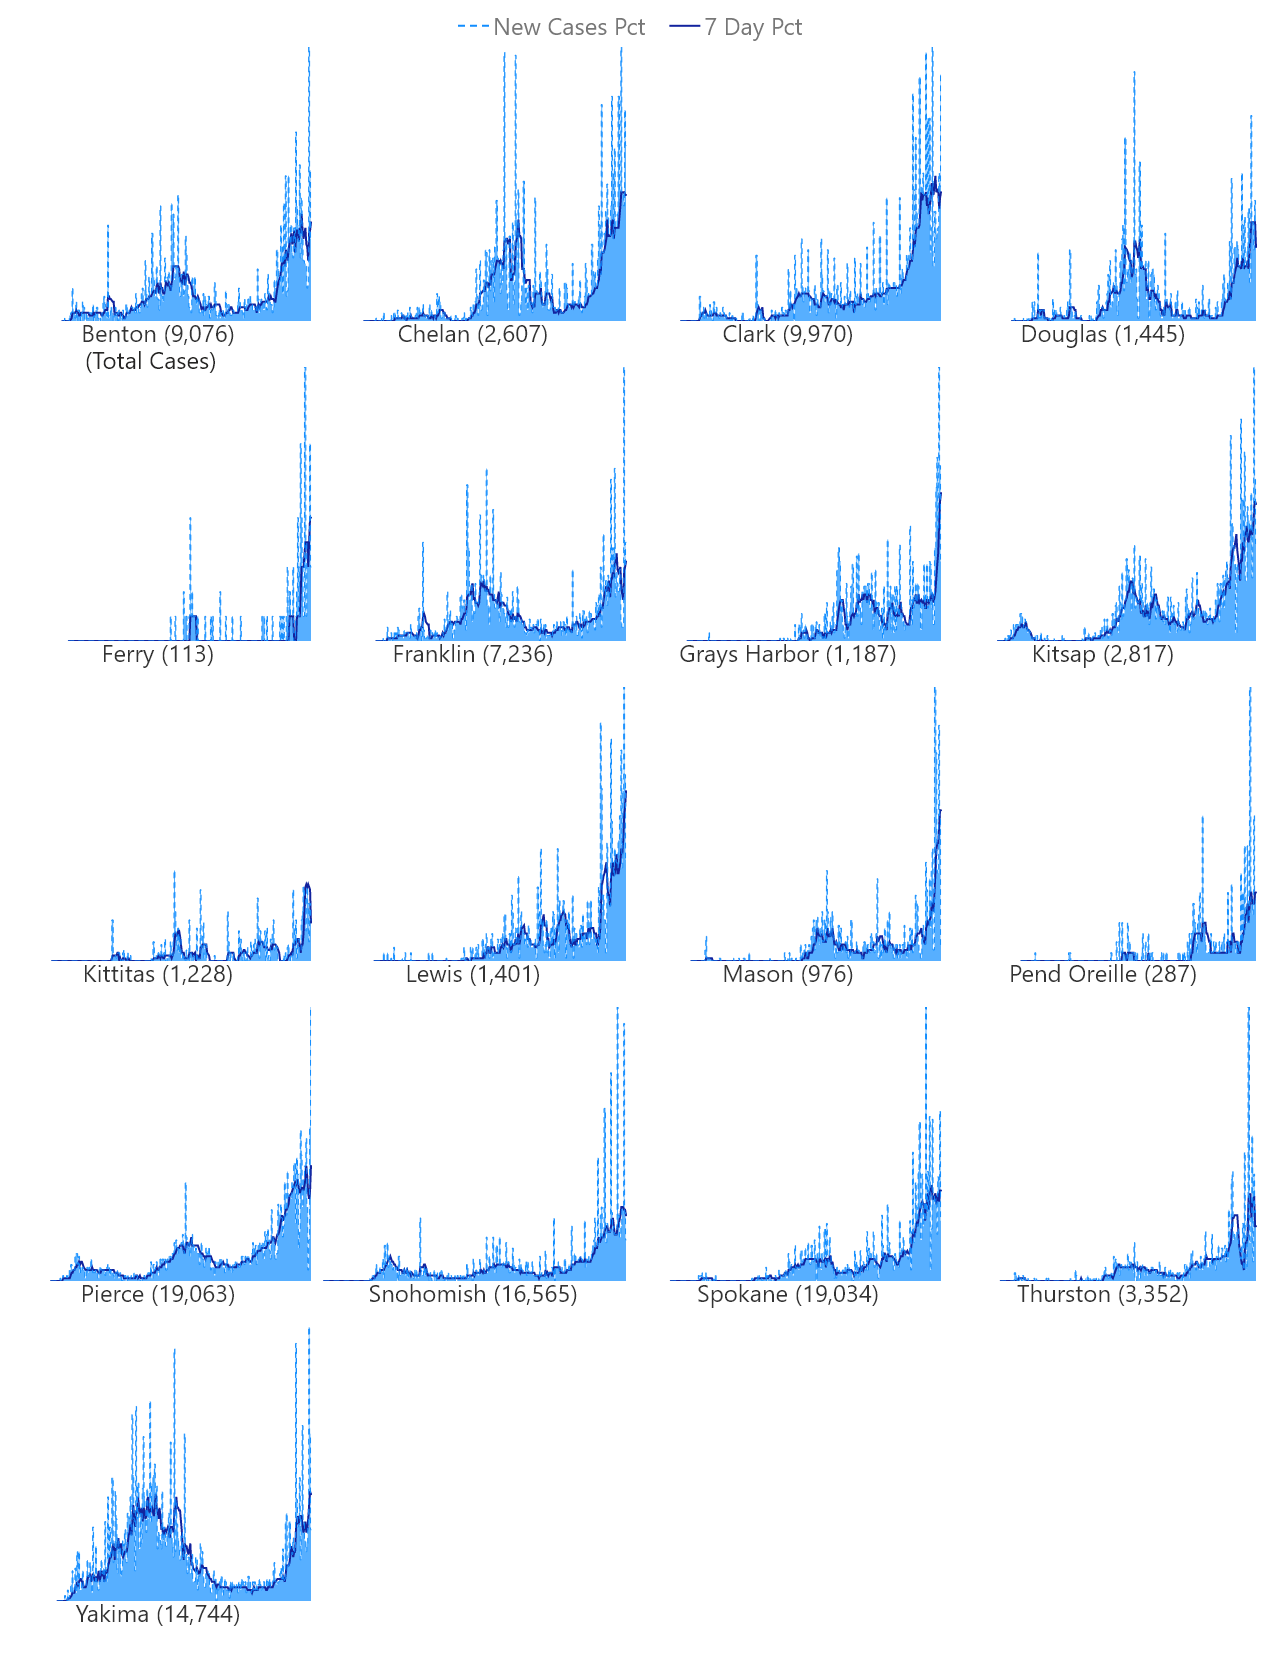 New Cases Pct 7 Day Pct
Benton (9,076) Chelan (2,607) Clark (9,970) Douglas (1,445)
(Total Cases)
Ferry (113) Franklin (7,236) Grays Harbor (1,187) Kitsap (2,817)
Kittitas (1,228) Lewis (1,401) Mason (976) Pend Oreille (287)
Pierce (19,063) Snohomish (16,565) Spokane (19,034) Thurston (3,352)
Yakima (14,744)